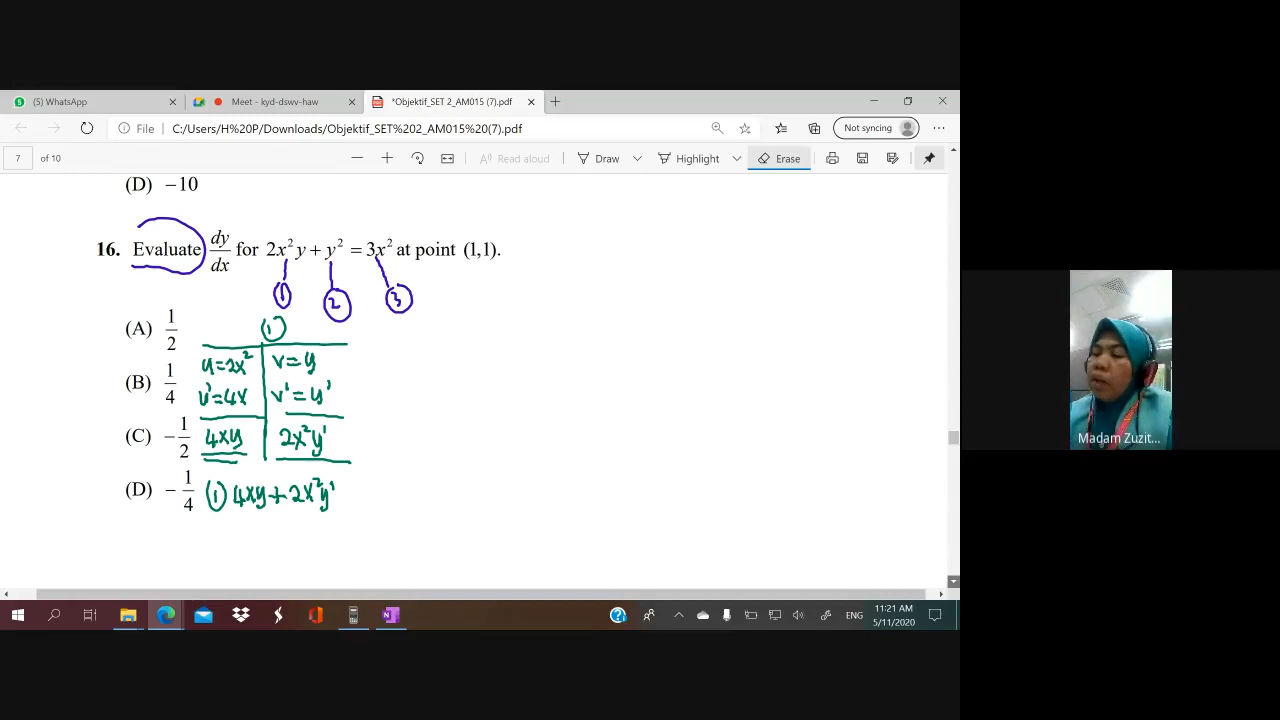 (5) WhatsApp
Meet - kyd-dswv-haw
*Objektif_SET 2_AM015 (7).pdf
File
C:/Users/H%20P/Downloads/Objektif_SET%202_AM015%20(7).pdf
Not syncing
7 of 10
Read aloud
Draw
Highlight
Erase
(D) −10
16. Evaluate dy/dx for 2x²y + y² = 3x² at point (1,1).
1 2 3
(A) 1/2
(B) 1/4
(C) −1/2
(D) −1/4
1
u=2x² v=y
u'=4x v'=y'
4xy 2x²y'
(1) 4xy+2x²y'
Madam Zuzit...
ENG
11:21 AM
5/11/2020